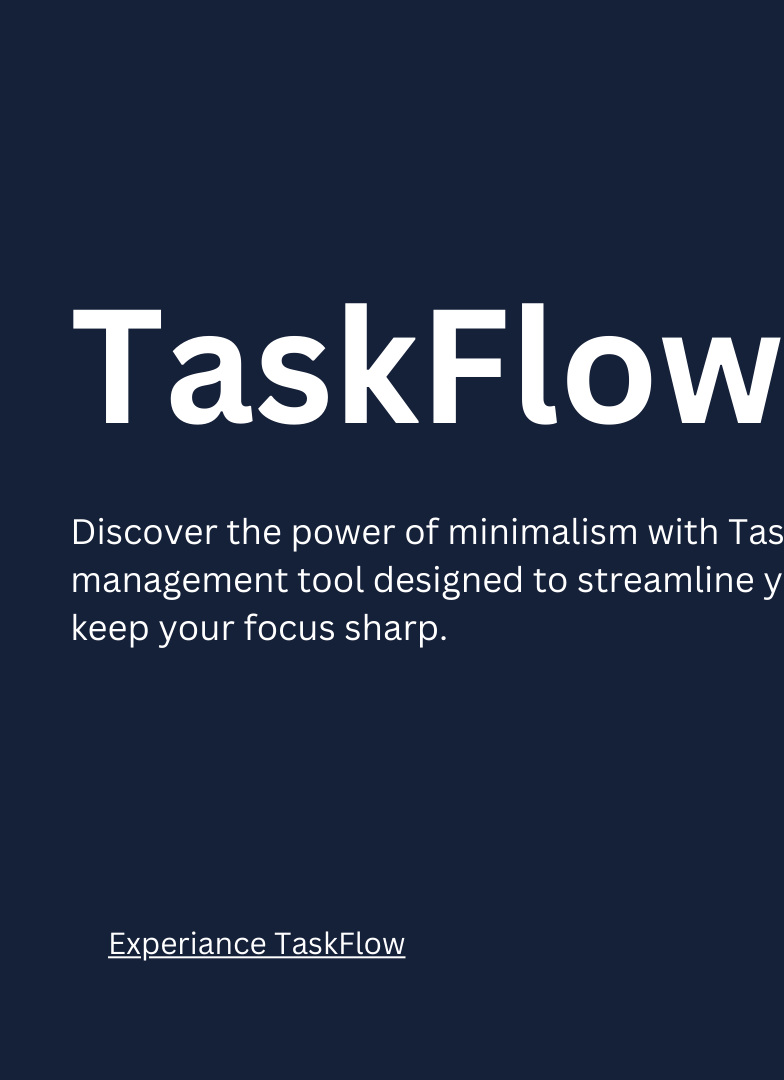 TaskFlow
Discover the power of minimalism with Tas
management tool designed to streamline y
keep your focus sharp.
Experiance TaskFlow